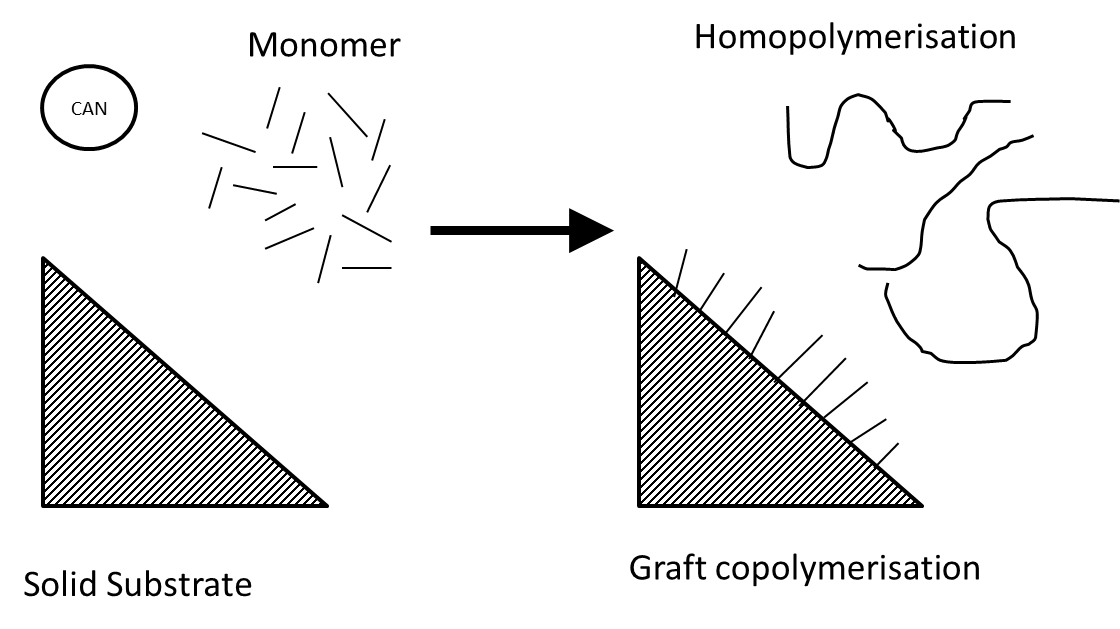 Monomer
CAN
Homopolymerisation
Solid Substrate
Graft copolymerisation